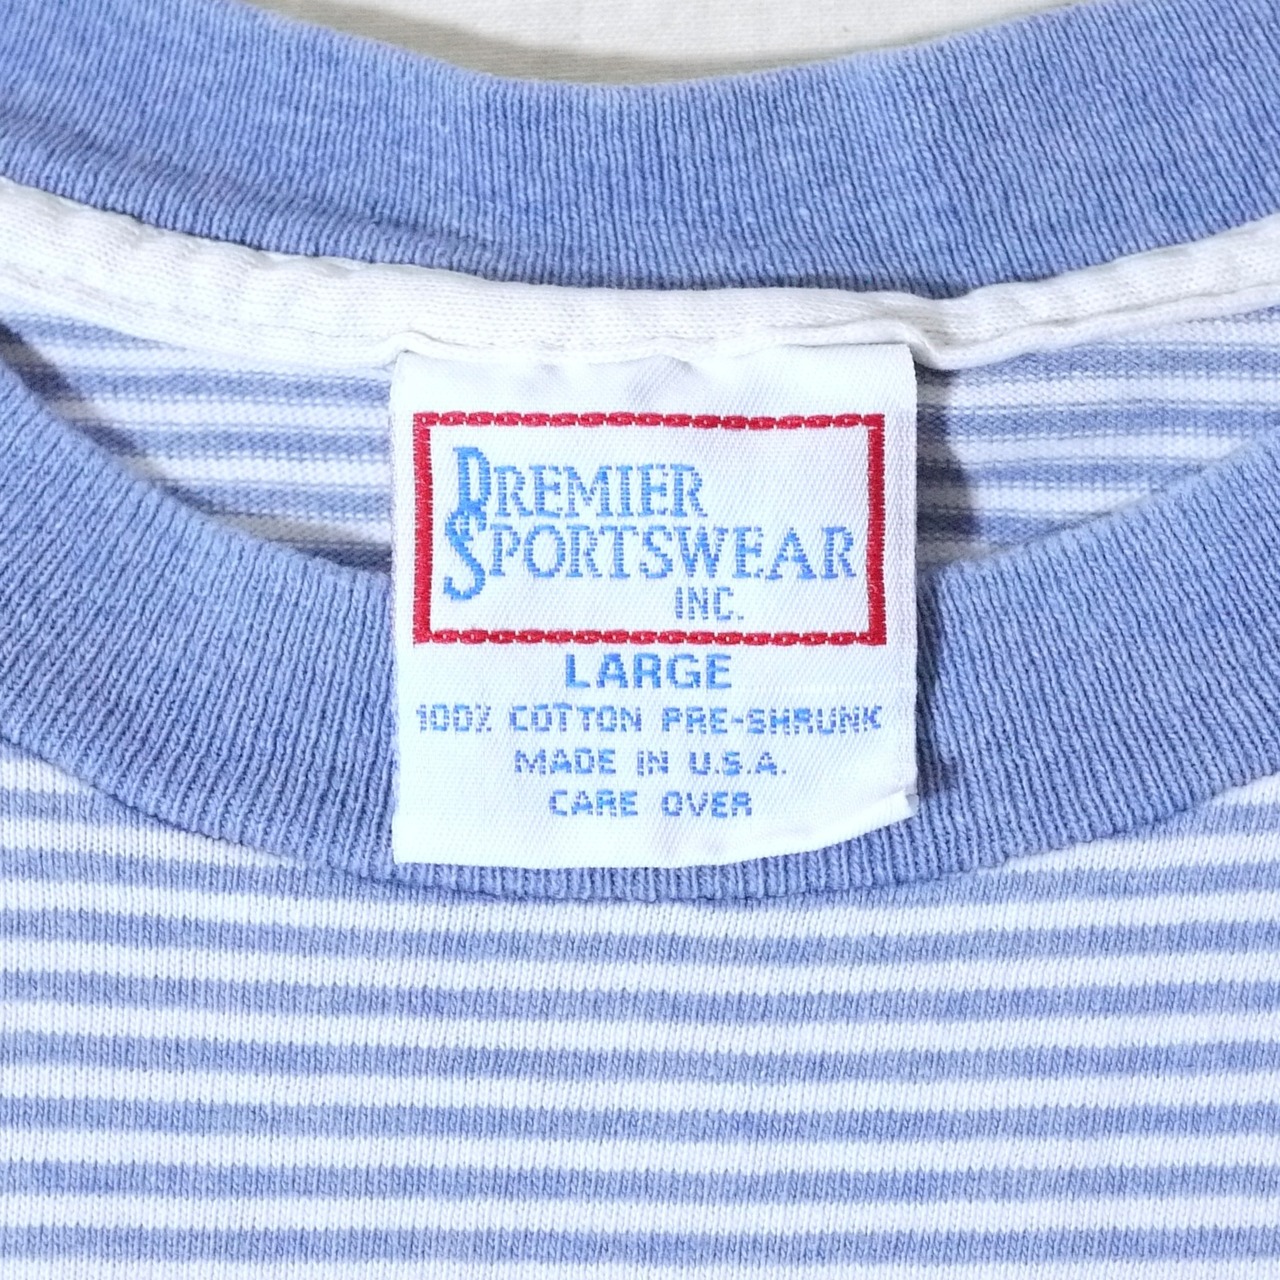 PREMIER
SPORTSWEAR
INC.
LARGE
100% COTTON PRE-SHRUNK
MADE IN U.S.A.
CARE OVER